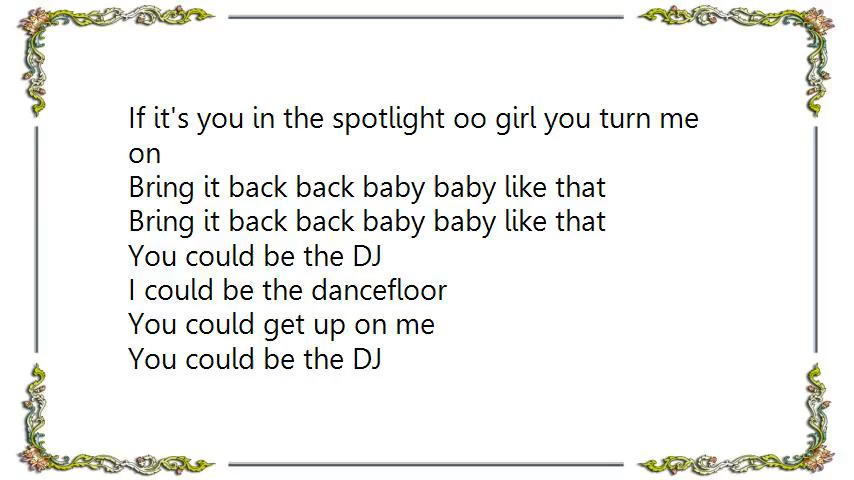 If it's you in the spotlight oo girl you turn me
on
Bring it back back baby baby like that
Bring it back back baby baby like that
You could be the DJ
I could be the dancefloor
You could get up on me
You could be the DJ